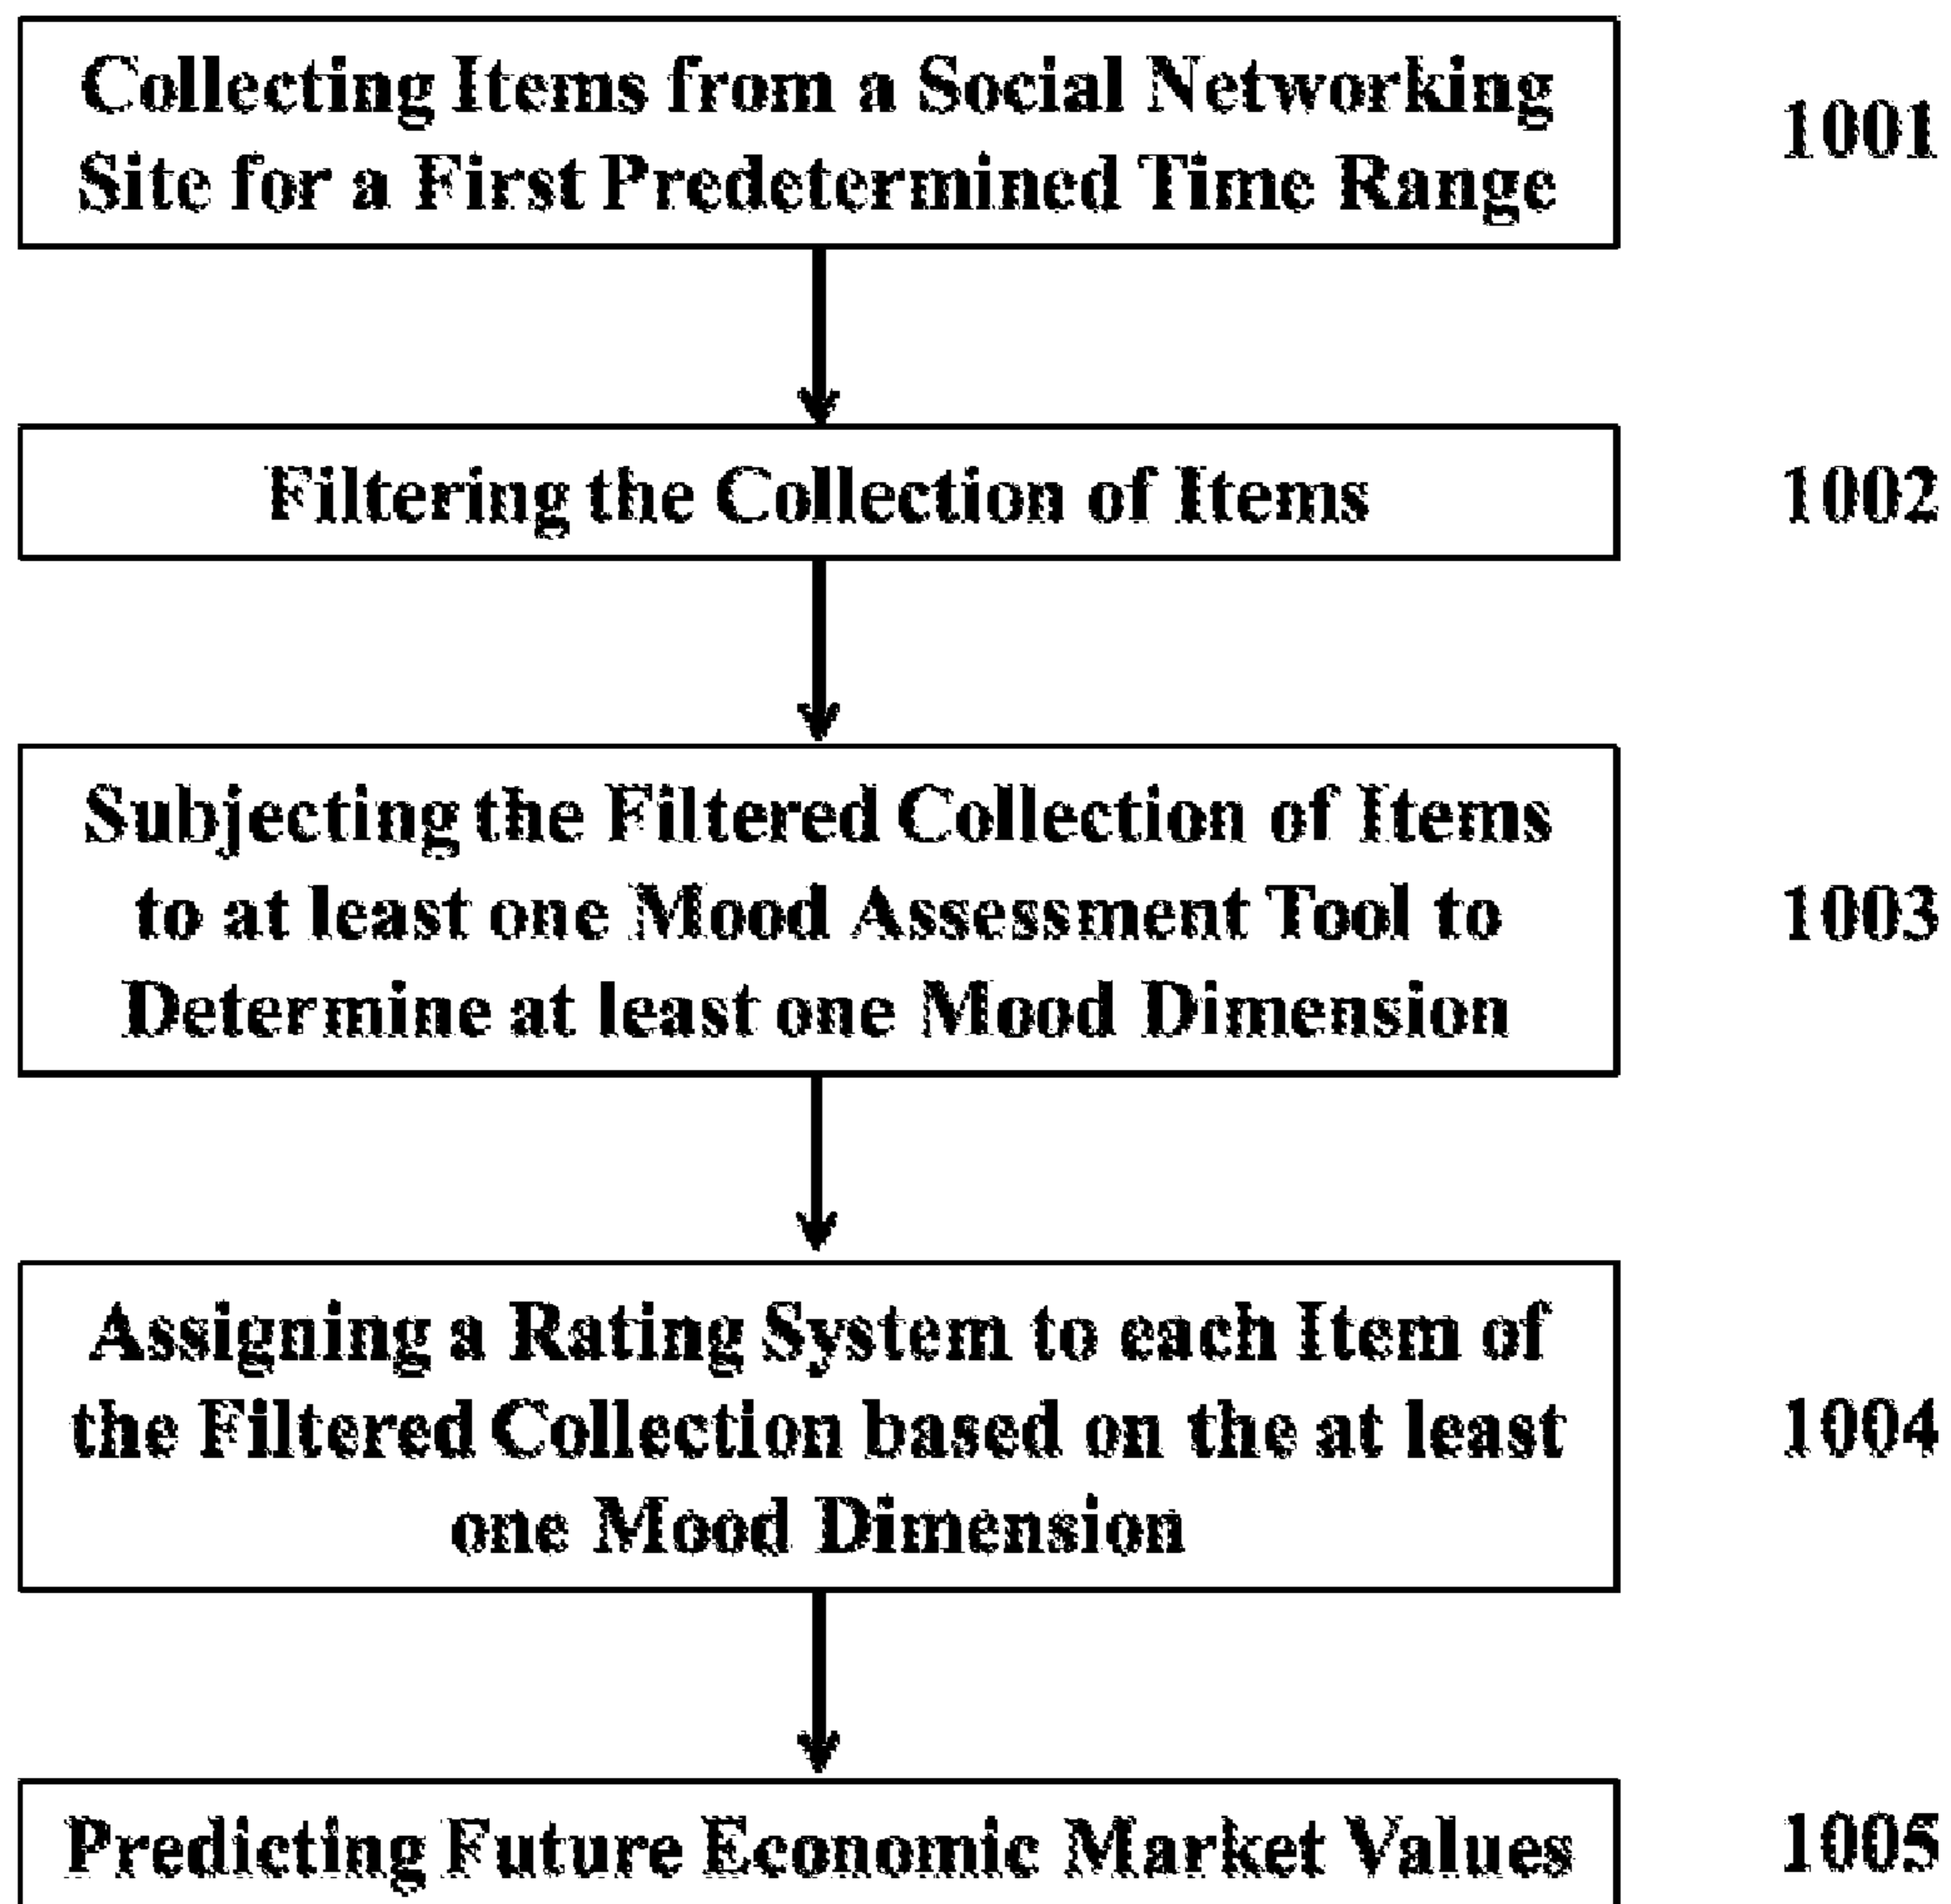 Collecting Items from a Social Networking
Site for a First Predetermined Time Range
1001
Filtering the Collection of Items
1002
Subjecting the Filtered Collection of Items
to at least one Mood Assessment Tool to
Determine at least one Mood Dimension
1003
Assigning a Rating System to each Item of
the Filtered Collection based on the at least
one Mood Dimension
1004
Predicting Future Economic Market Values
1005